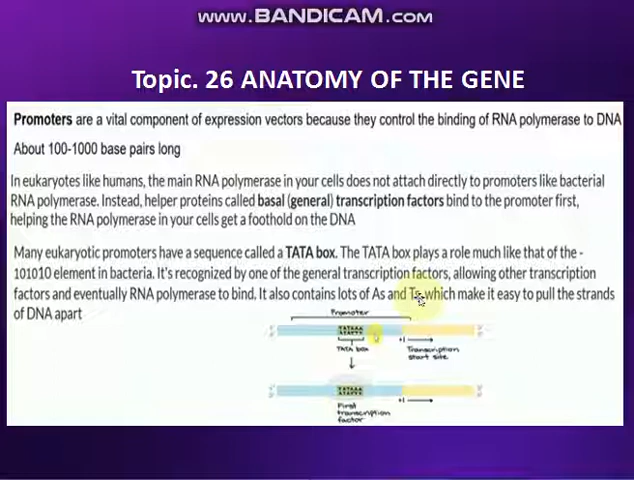 www.BANDICAM.com
Topic. 26 ANATOMY OF THE GENE
Promoters are a vital component of expression vectors because they control the binding of RNA polymerase to DNA
About 100-1000 base pairs long
In eukaryotes like humans, the main RNA polymerase in your cells does not attach directly to promoters like bacterial
RNA polymerase. Instead, helper proteins called basal (general) transcription factors bind to the promoter first,
helping the RNA polymerase in your cells get a foothold on the DNA
Many eukaryotic promoters have a sequence called a TATA box. The TATA box plays a role much like that of the -
101010 element in bacteria. It's recognized by one of the general transcription factors, allowing other transcription
factors and eventually RNA polymerase to bind. It also contains lots of As and Ts, which make it easy to pull the strands
of DNA apart
Promoter
TATAAA
ATATTT
TATA box
+1
Transcription
start site
TATAAA
ATATTT
+1
First
transcription
factor